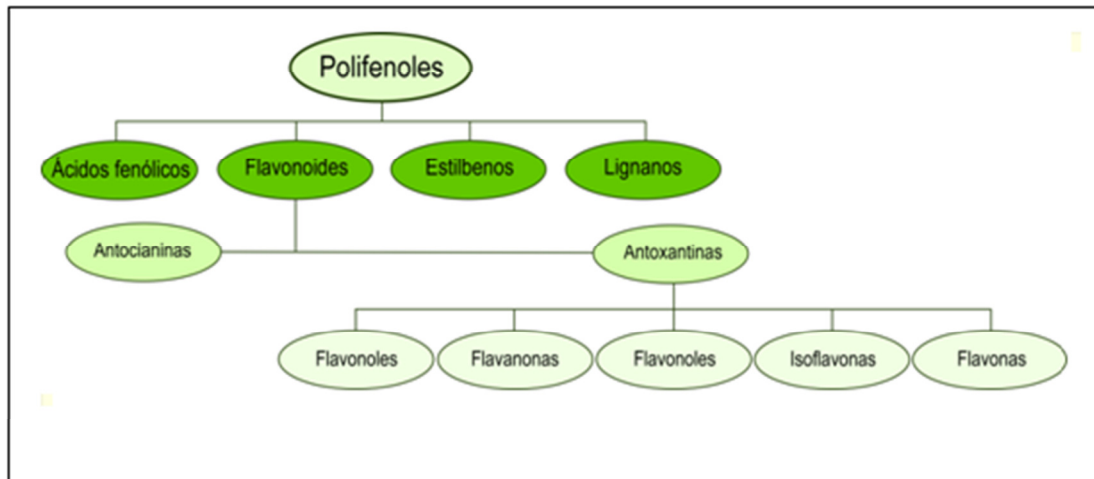 Polifenoles
Ácidos fenólicos
Flavonoides
Estilbenos
Lignanos
Antocianinas
Antoxantinas
Flavonoles
Flavanonas
Flavonoles
Isoflavonas
Flavonas